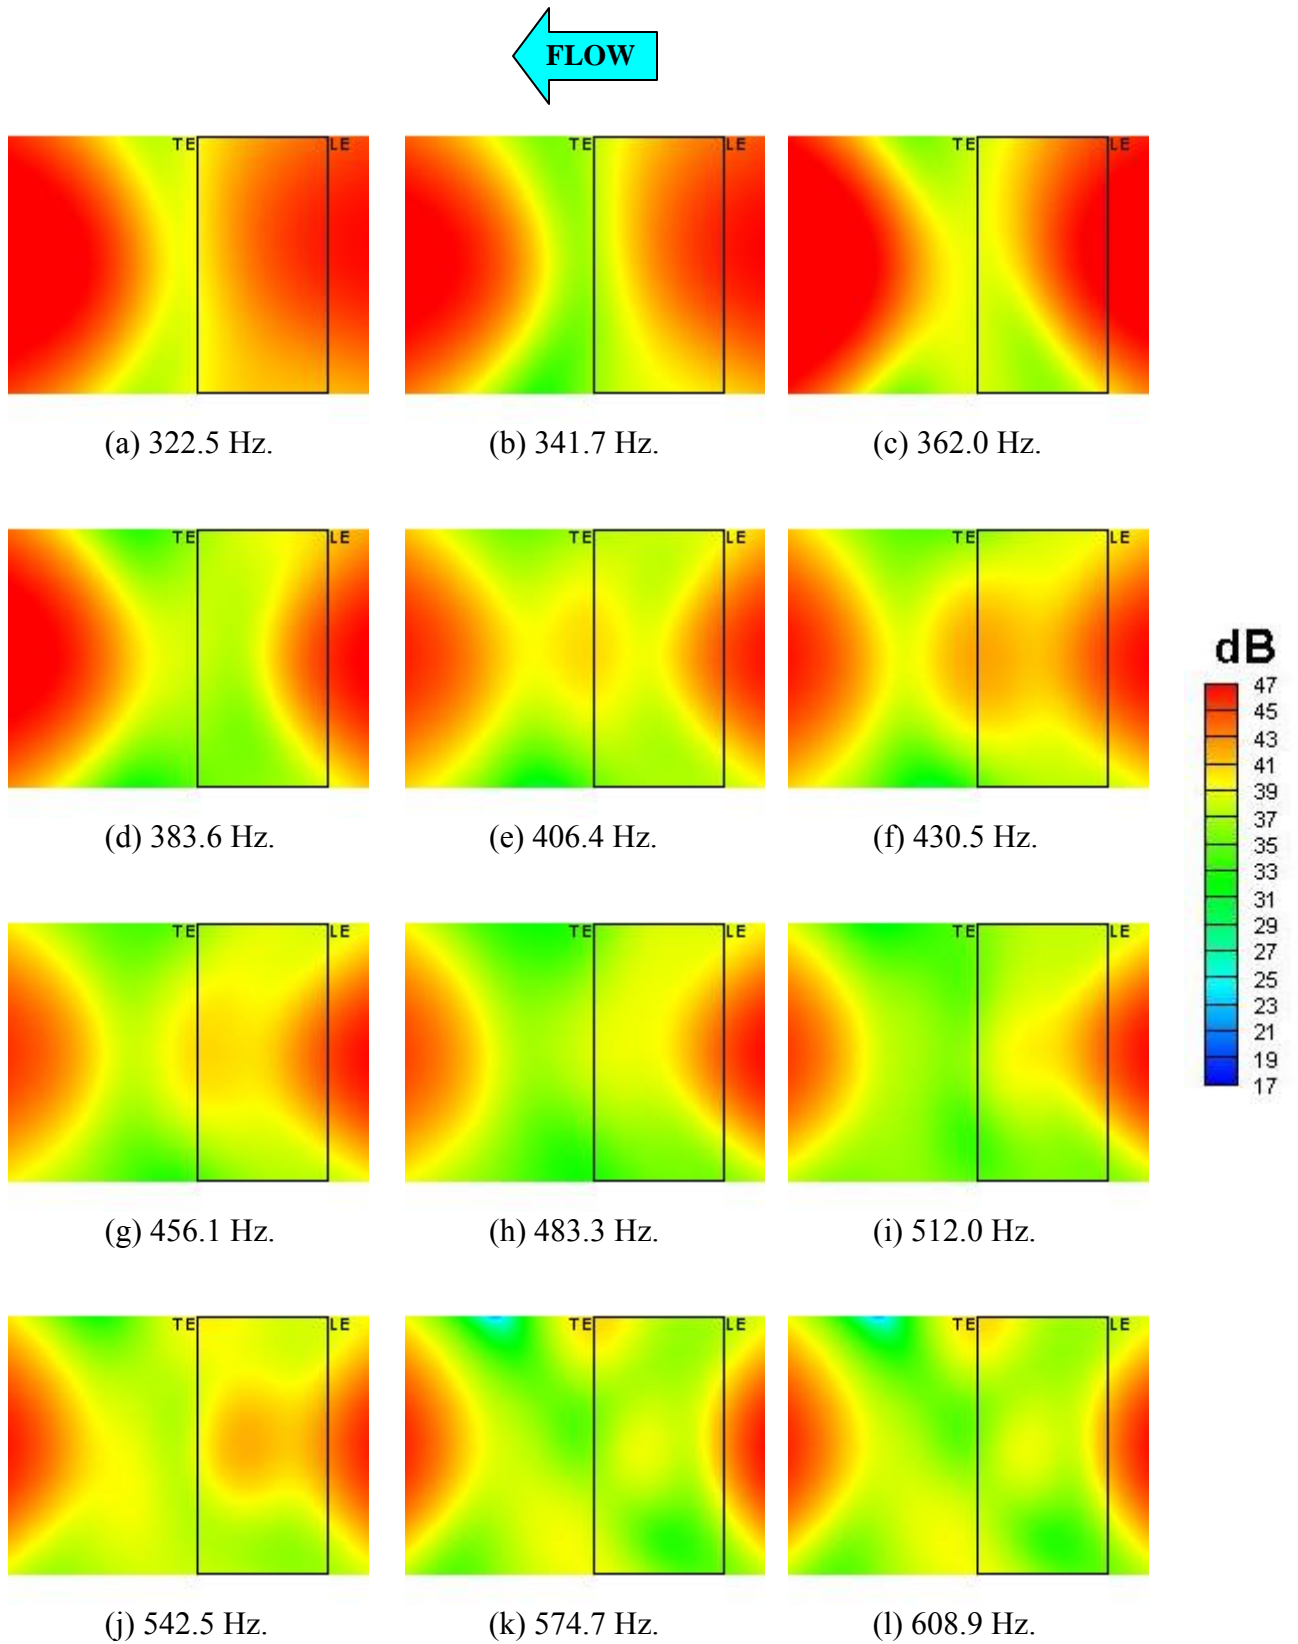 FLOW
TE LE TE LE TE LE
(a) 322.5 Hz. (b) 341.7 Hz. (c) 362.0 Hz.
TE LE TE LE TE LE
(d) 383.6 Hz. (e) 406.4 Hz. (f) 430.5 Hz.
dB
47
45
43
41
39
37
35
33
31
29
27
25
23
21
19
17
TE LE TE LE TE LE
(g) 456.1 Hz. (h) 483.3 Hz. (i) 512.0 Hz.
TE LE TE LE TE LE
(j) 542.5 Hz. (k) 574.7 Hz. (l) 608.9 Hz.